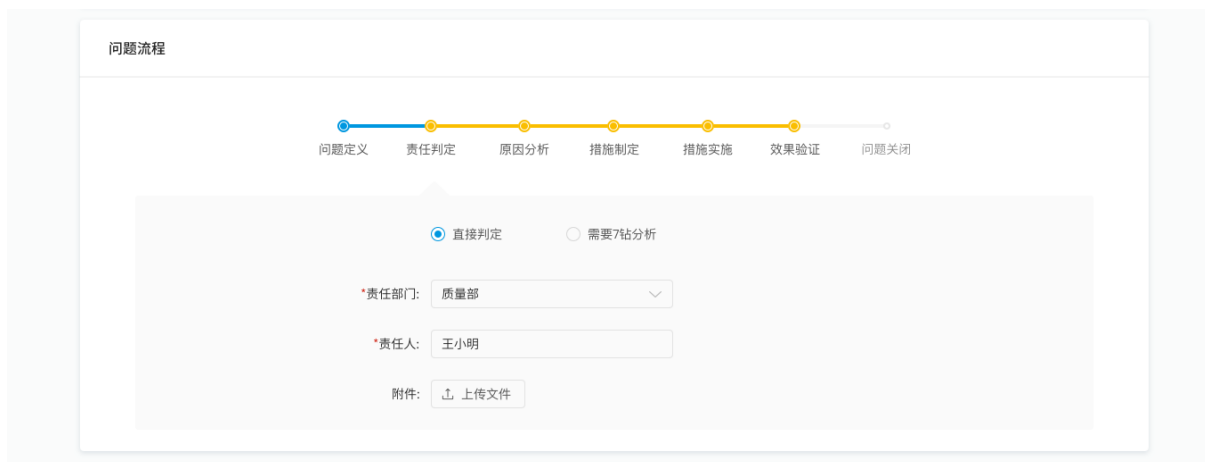 问题流程
问题定义 责任判定 原因分析 措施制定 措施实施 效果验证 问题关闭
直接判定 需要7钻分析
*责任部门: 质量部
*责任人: 王小明
附件: 上传文件